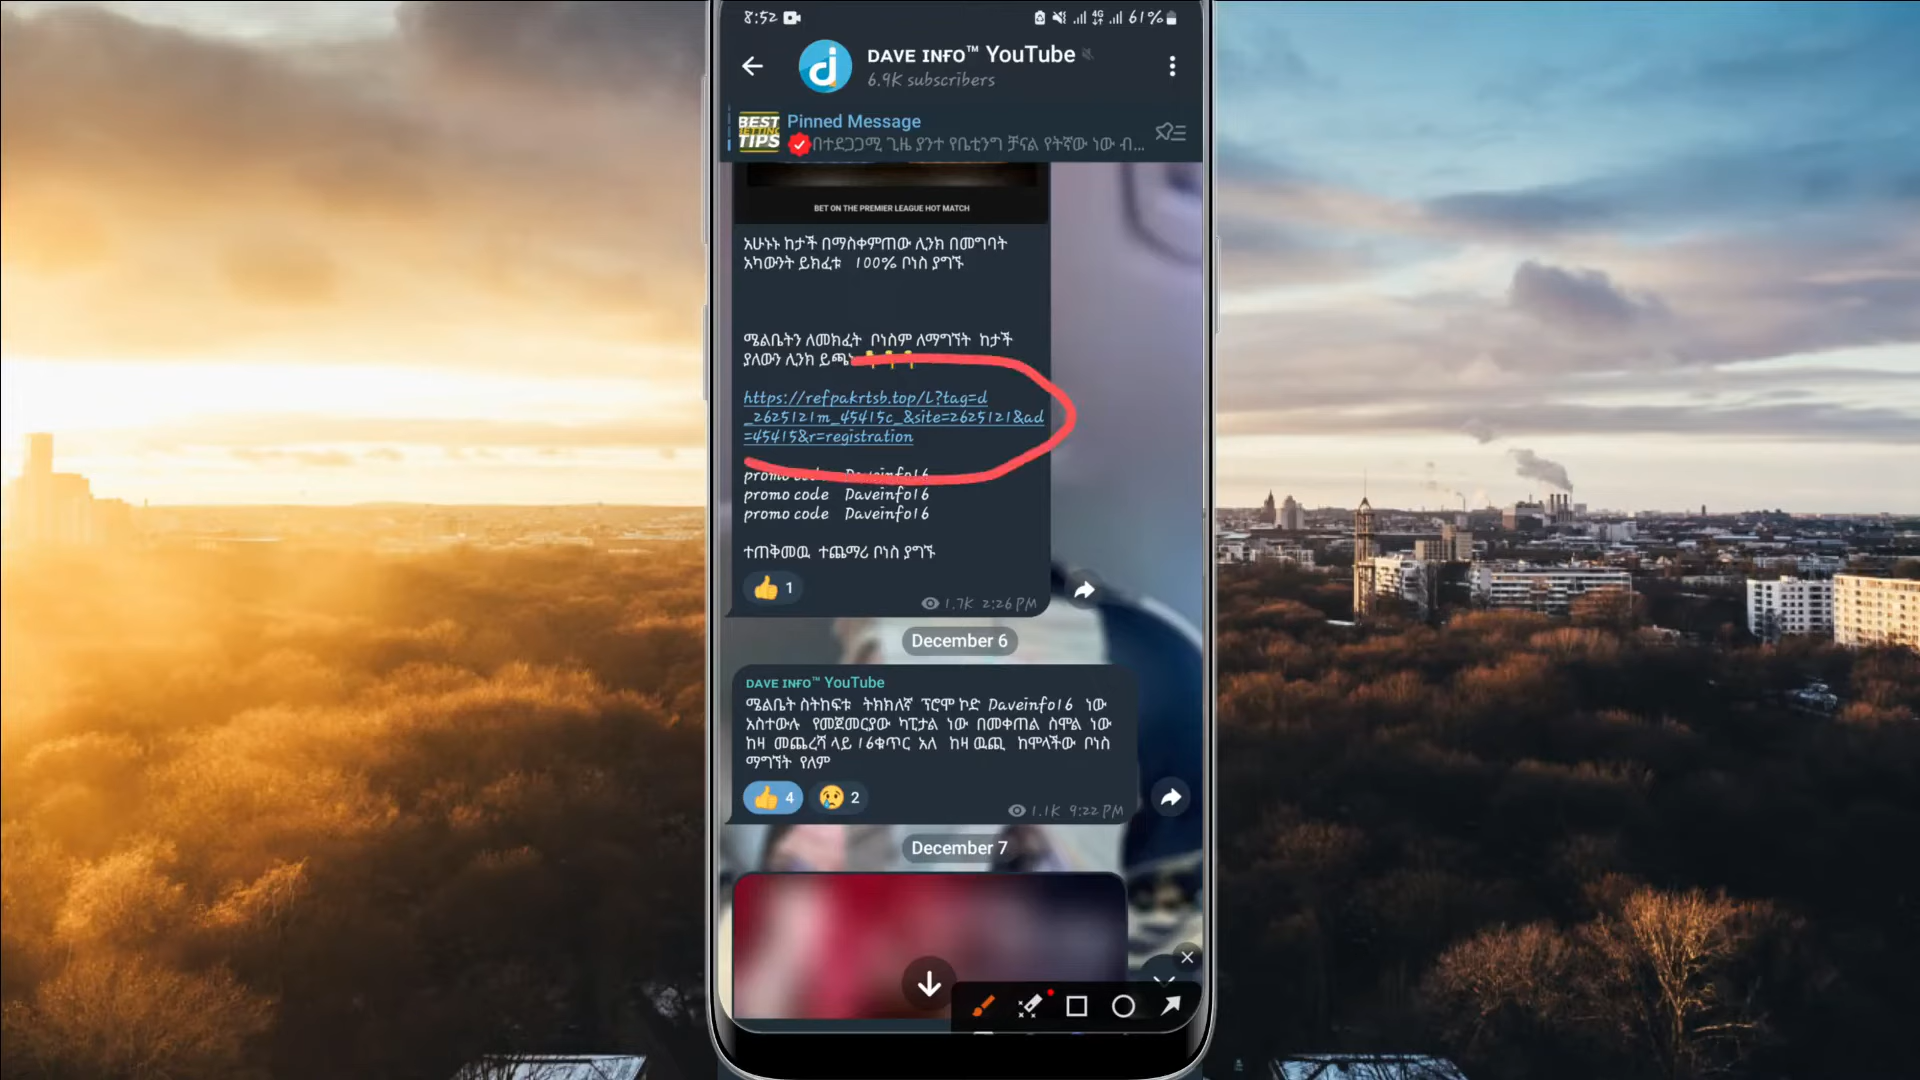 8:52
4G
61%
DAVE INFO™ YouTube
6.9K subscribers
BEST
BETTING
TIPS
Pinned Message
በተደጋጋሚ ጊዜ ያንተ የቤቲንግ ቻናል የትኛው ነው ብ...
BET ON THE PREMIER LEAGUE HOT MATCH
አሁኑኑ ከታች በማስቀምጠው ሊንክ በመግባት
አካውንት ይክፈቱ 100% ቦነስ ያግኙ
ሜልቤትን ለመክፈት ቦነስም ለማግኘት ከታች
ያለውን ሊንክ ይጫኑ
https://refpakrtsb.top/L?tag=d
_2625121m_45415c_&site=2625121&ad
=45415&r=registration
promo code Daveinfo16
promo code Daveinfo16
promo code Daveinfo16
ተጠቅመዉ ተጨማሪ ቦነስ ያግኙ
1
1.7K 2:26 PM
December 6
DAVE INFO™ YouTube
ሜልቤት ስትከፍቱ ትክክለኛ ፕሮሞ ኮድ Daveinfo16 ነው
አስተውሉ የመጀመርያው ካፒታል ነው በመቀጠል ስሞል ነው
ከዛ መጨረሻ ላይ 16ቁጥር አለ ከዛ ዉጪ ከሞላችው ቦነስ
ማግኘት የለም
4 2
1.1K 9:22 PM
December 7